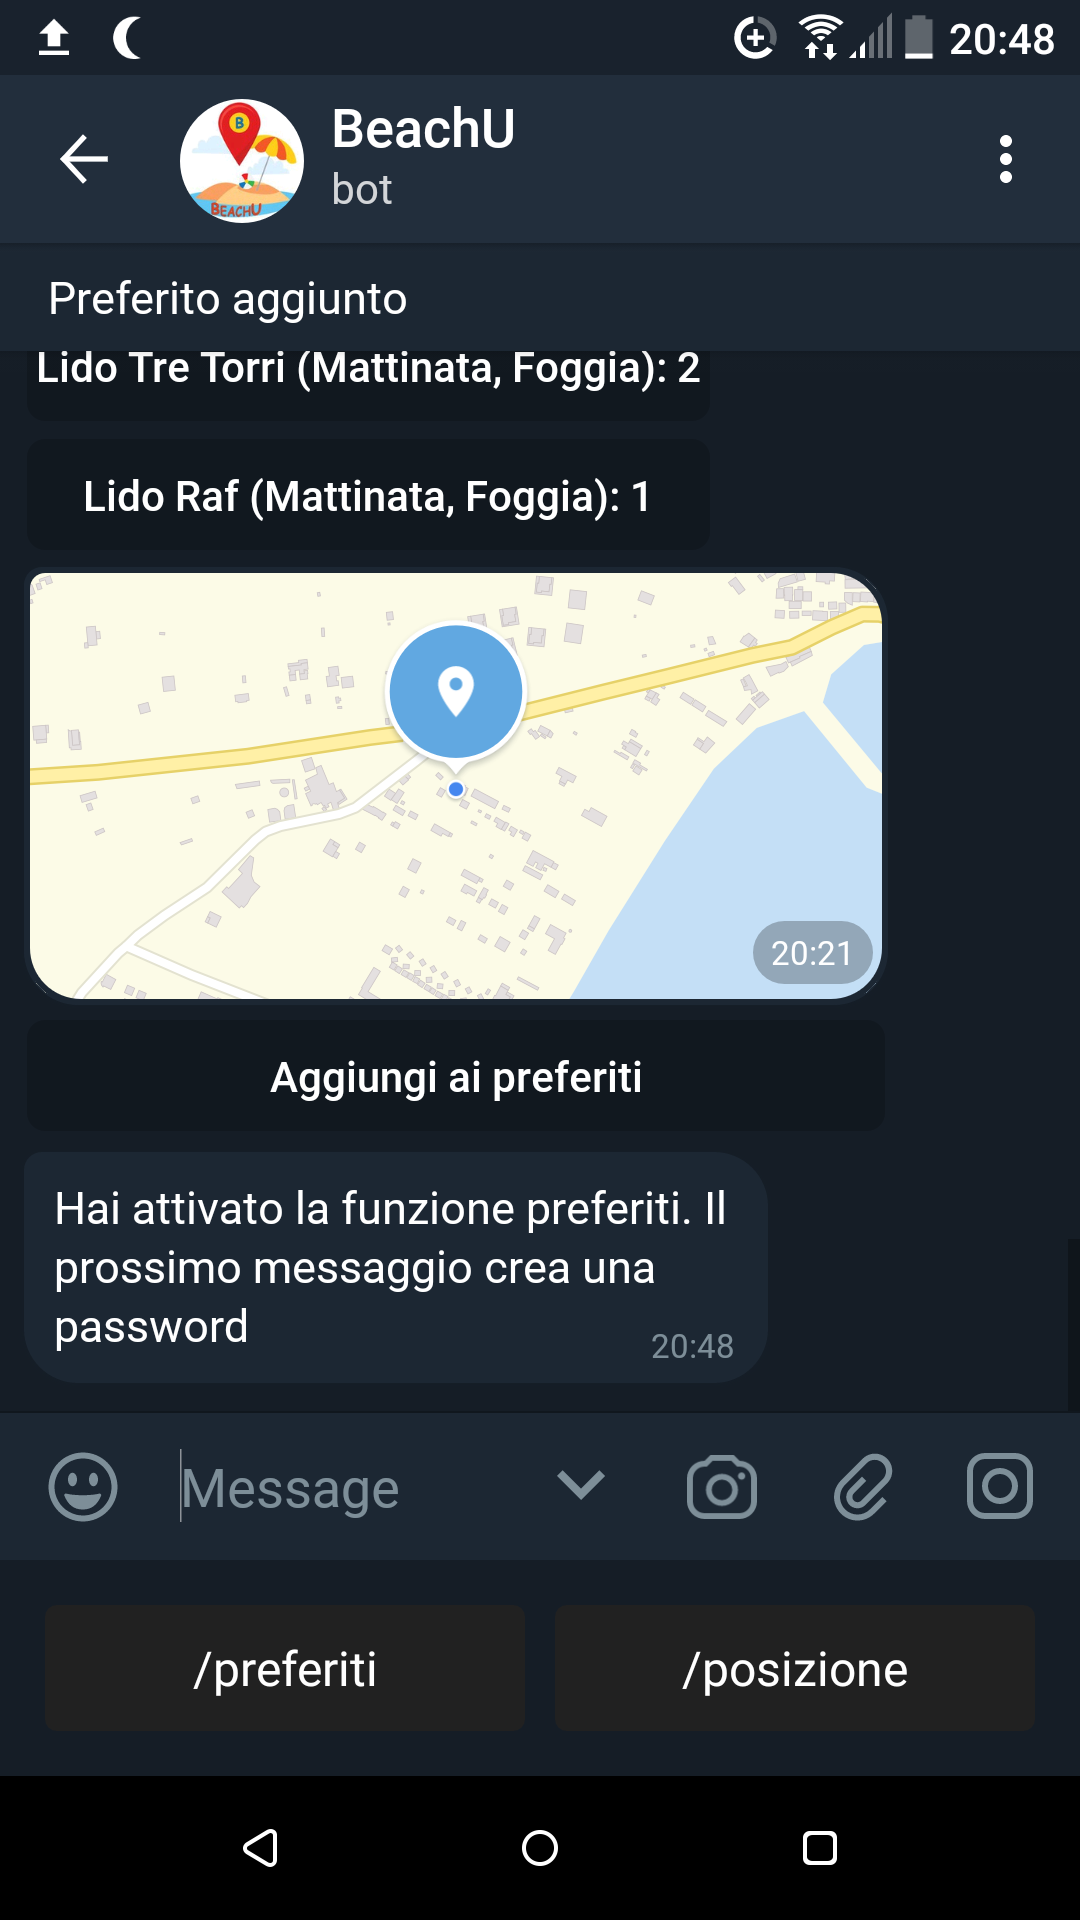 20:48
BeachU
bot
Preferito aggiunto
Lido Tre Torri (Mattinata, Foggia): 2
Lido Raf (Mattinata, Foggia): 1
B
BEACHU
20:21
Aggiungi ai preferiti
Hai attivato la funzione preferiti. Il
prossimo messaggio crea una
password
20:48
Message
/preferiti
/posizione